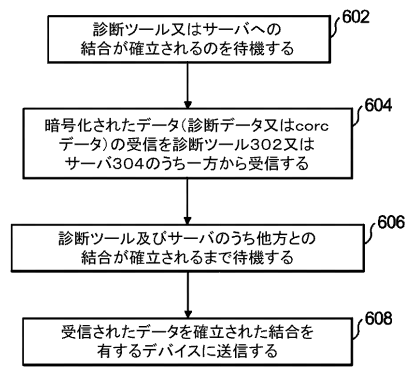 診断ツール又はサーバへの
結合が確立されるのを待機する
602
暗号化されたデータ（診断データ又はcorc
データ）の受信を診断ツール302又は
サーバ304のうち一方から受信する
604
診断ツール及びサーバのうち他方との
結合が確立されるまで待機する
606
受信されたデータを確立された結合を
有するデバイスに送信する
608